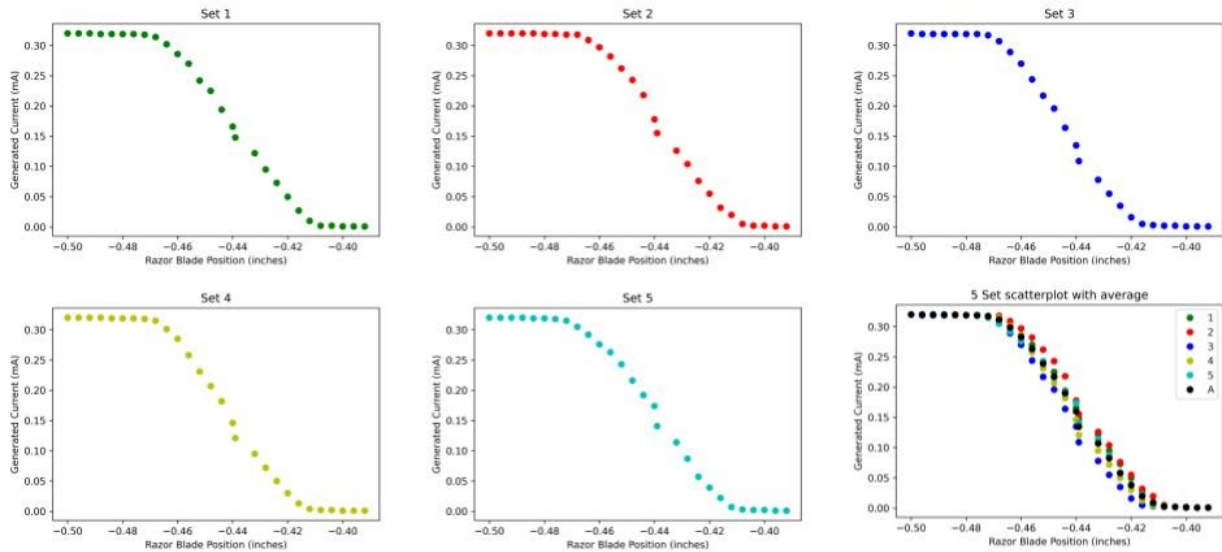 Set 1
Generated Current (mA)
0.30
0.25
0.20
0.15
0.10
0.05
0.00
−0.50 −0.48 −0.46 −0.44 −0.42 −0.40
Razor Blade Position (inches)
Set 2
Generated Current (mA)
0.30
0.25
0.20
0.15
0.10
0.05
0.00
−0.50 −0.48 −0.46 −0.44 −0.42 −0.40
Razor Blade Position (inches)
Set 3
Generated Current (mA)
0.30
0.25
0.20
0.15
0.10
0.05
0.00
−0.50 −0.48 −0.46 −0.44 −0.42 −0.40
Razor Blade Position (inches)
Set 4
Generated Current (mA)
0.30
0.25
0.20
0.15
0.10
0.05
0.00
−0.50 −0.48 −0.46 −0.44 −0.42 −0.40
Razor Blade Position (inches)
Set 5
Generated Current (mA)
0.30
0.25
0.20
0.15
0.10
0.05
0.00
−0.50 −0.48 −0.46 −0.44 −0.42 −0.40
Razor Blade Position (inches)
5 Set scatterplot with average
Generated Current (mA)
0.30
0.25
0.20
0.15
0.10
0.05
0.00
−0.50 −0.48 −0.46 −0.44 −0.42 −0.40
Razor Blade Position (inches)
1
2
3
4
5
A